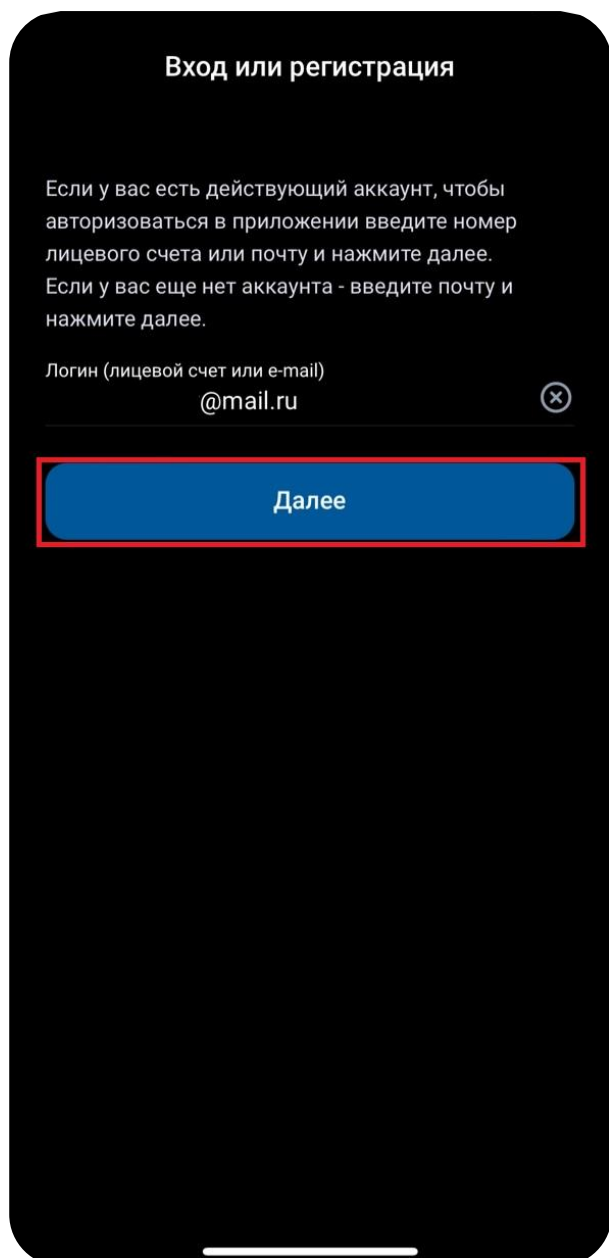 Вход или регистрация
Если у вас есть действующий аккаунт, чтобы
авторизоваться в приложении введите номер
лицевого счета или почту и нажмите далее.
Если у вас еще нет аккаунта - введите почту и
нажмите далее.
Логин (лицевой счет или e-mail)
@mail.ru
Далее